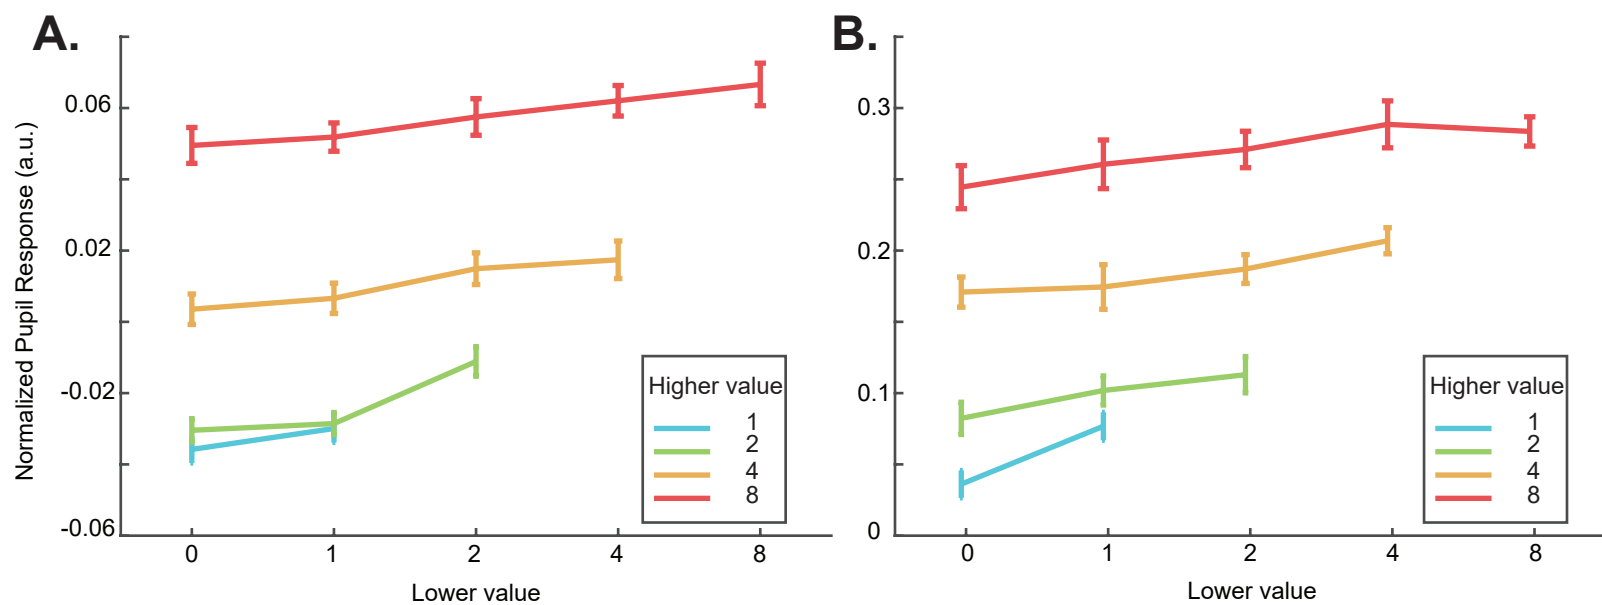 A.
Normalized Pupil Response (a.u.)
0.06
0.02
-0.02
-0.06
0 1 2 4 8
Lower value
Higher value
1
2
4
8
B.
0.3
0.2
0.1
0
0 1 2 4 8
Lower value
Higher value
1
2
4
8